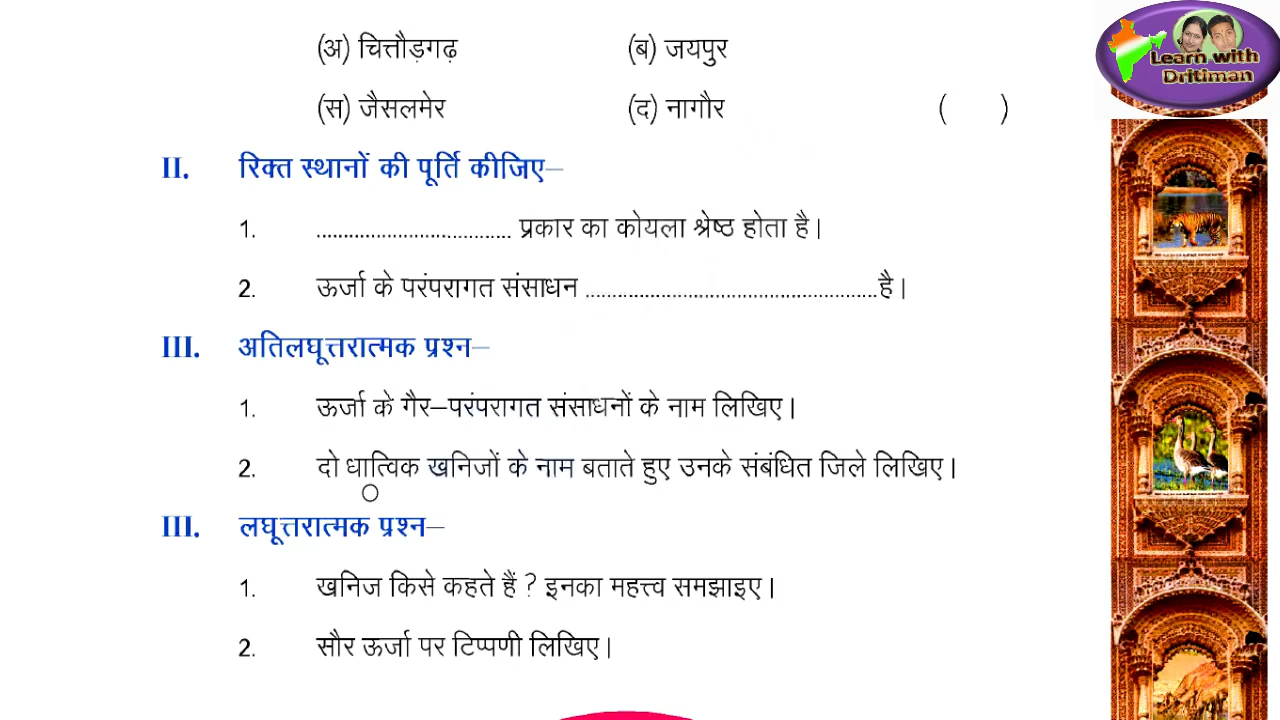 (अ) चित्तौड़गढ़ (ब) जयपुर
(स) जैसलमेर (द) नागौर ( )
II. रिक्त स्थानों की पूर्ति कीजिए–
1. .................................... प्रकार का कोयला श्रेष्ठ होता है।
2. ऊर्जा के परंपरागत संसाधन ......................................................है।
III. अतिलघूत्तरात्मक प्रश्न–
1. ऊर्जा के गैर–परंपरागत संसाधनों के नाम लिखिए।
2. दो धात्विक खनिजों के नाम बताते हुए उनके संबंधित जिले लिखिए।
III. लघूत्तरात्मक प्रश्न–
1. खनिज किसे कहते हैं ? इनका महत्त्व समझाइए।
2. सौर ऊर्जा पर टिप्पणी लिखिए।
Learn with
Dritiman